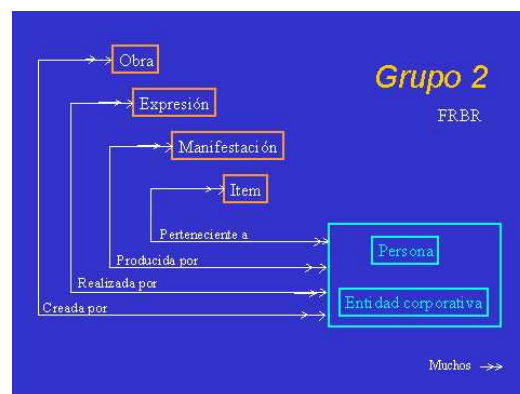 Obra
Grupo 2
Expresión
FRBR
Manifestación
Item
Perteneciente a
Persona
Producida por
Realizada por
Entidad corporativa
Creada por
Muchos